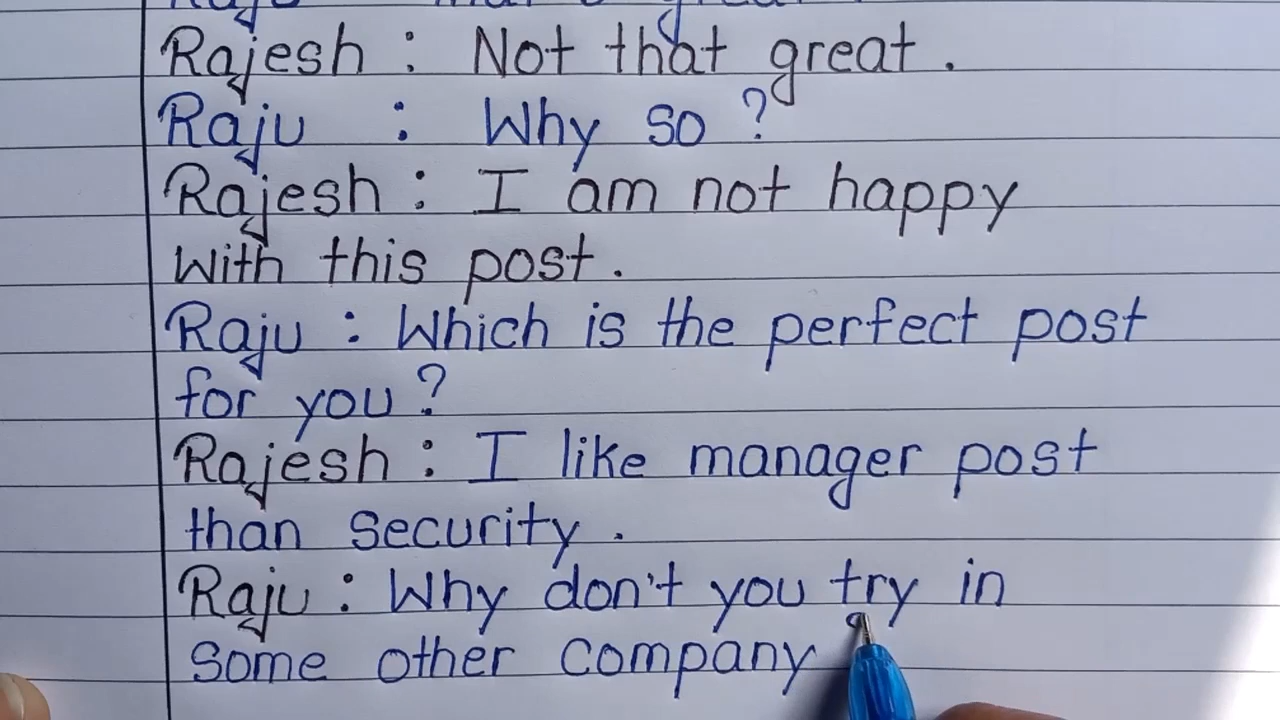 Rajesh : Not that great.
Raju : Why so ?
Rajesh : I am not happy
with this post.
Raju : Which is the perfect post
for you ?
Rajesh : I like manager post
than security.
Raju : Why don't you try in
some other company